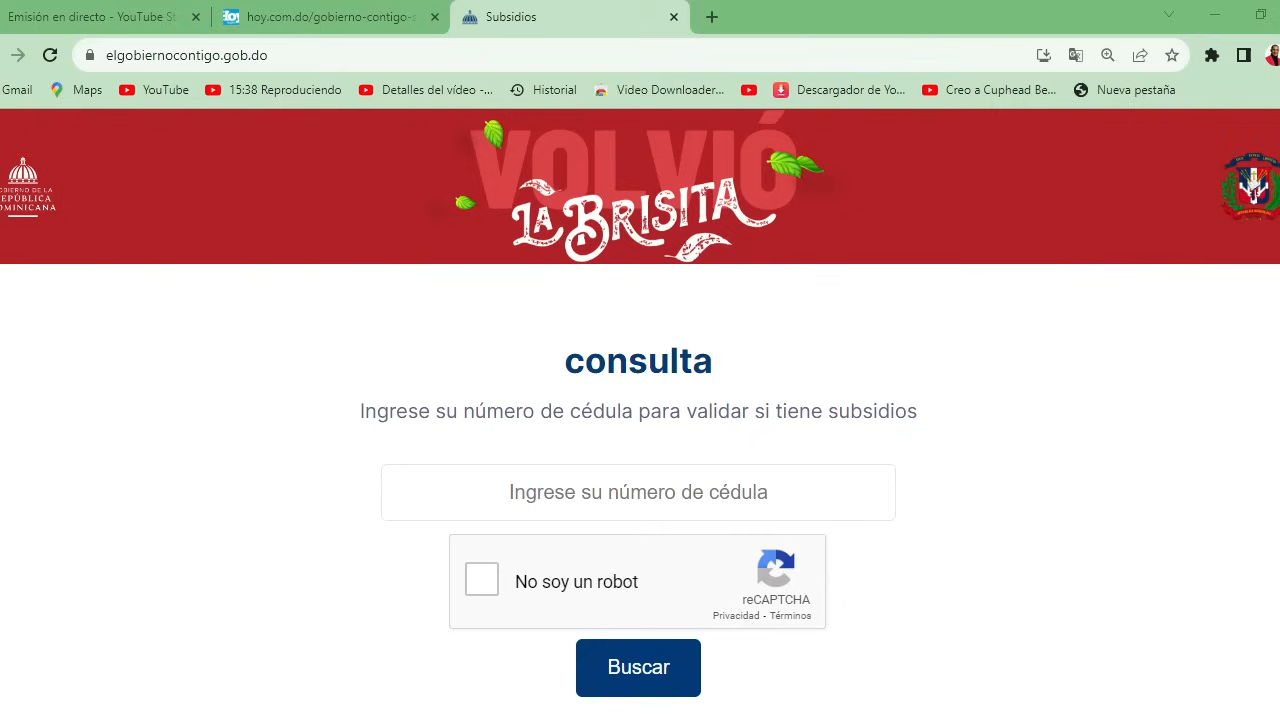 Emisión en directo - YouTube St
hoy.com.do/gobierno-contigo-s
Subsidios
elgobiernocontigo.gob.do
Gmail
Maps
YouTube
15:38 Reproduciendo
Detalles del vídeo -...
Historial
Video Downloader...
Descargador de Yo...
Creo a Cuphead Be...
Nueva pestaña
VOLVIÓ
LA BRISITA
GOBIERNO DE LA
REPÚBLICA
DOMINICANA
consulta
Ingrese su número de cédula para validar si tiene subsidios
Ingrese su número de cédula
No soy un robot
reCAPTCHA
Privacidad - Términos
Buscar